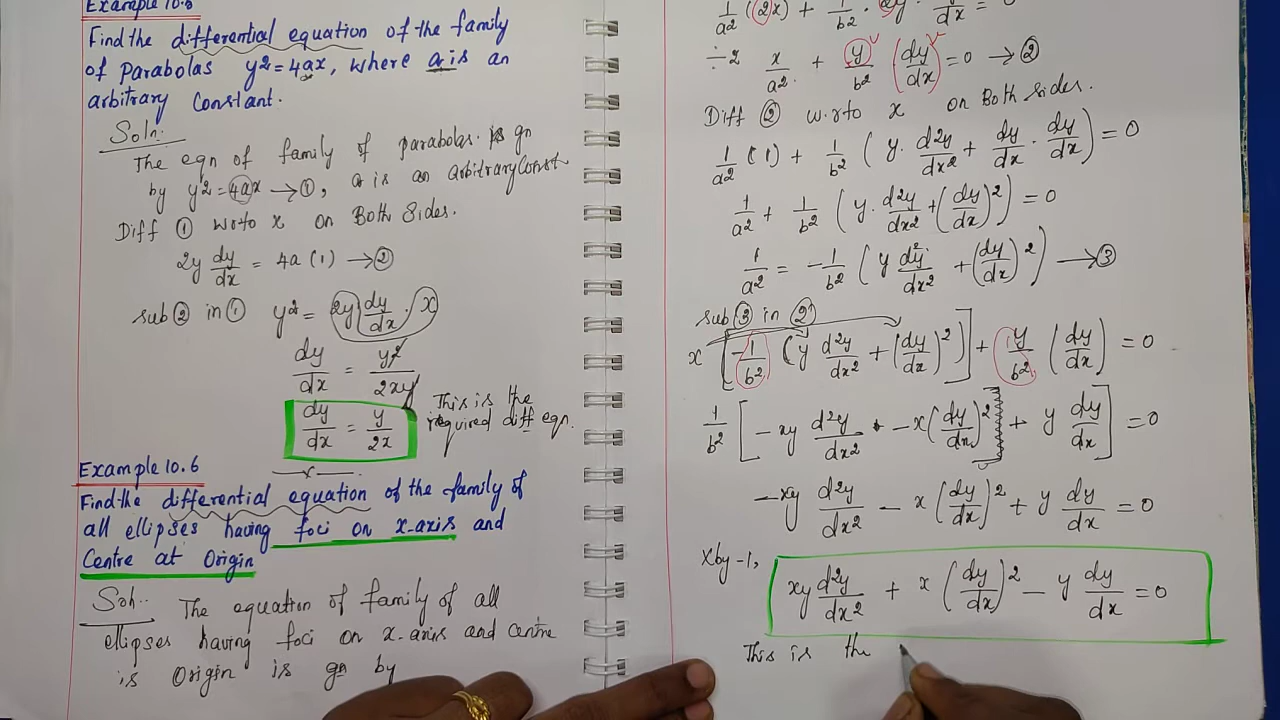 Example 10.5
Find the differential equation of the family
of Parabolas y² = 4ax, where a is an
arbitrary Constant.
Soln.
The eqn of family of parabolas is gn
by y² = 4ax → ①, a is an arbitrary Const
Diff ① w.r.to x on Both Sides.
2y dy/dx = 4a (1) → ②
sub ② in ① y² = 2y dy/dx · x
dy/dx = y²/2xy
dy/dx = y/2x This is the required diff eqn.
x
Example 10.6
Find the differential equation of the family of
all ellipses having foci on x-axis and
Centre at Origin
Soln.. The equation of family of all
ellipses having foci on x-axis and centre
is Origin is gn by
1/a² (2x) + 1/b² · 2y · dy/dx = 0
÷2 x/a² + y/b² (dy/dx) = 0 → ②
Diff ② w.r.to x on Both Sides.
1/a² (1) + 1/b² (y · d²y/dx² + dy/dx · dy/dx) = 0
1/a² + 1/b² (y · d²y/dx² + (dy/dx)²) = 0
1/a² = -1/b² (y d²y/dx² + (dy/dx)²) → ③
sub ③ in ②
x [-1/b² (y d²y/dx² + (dy/dx)²)] + y/b² (dy/dx) = 0
1/b² [-xy d²y/dx² - x(dy/dx)² + y dy/dx] = 0
-xy d²y/dx² - x(dy/dx)² + y dy/dx = 0
x by -1, xy d²y/dx² + x(dy/dx)² - y dy/dx = 0
This is the